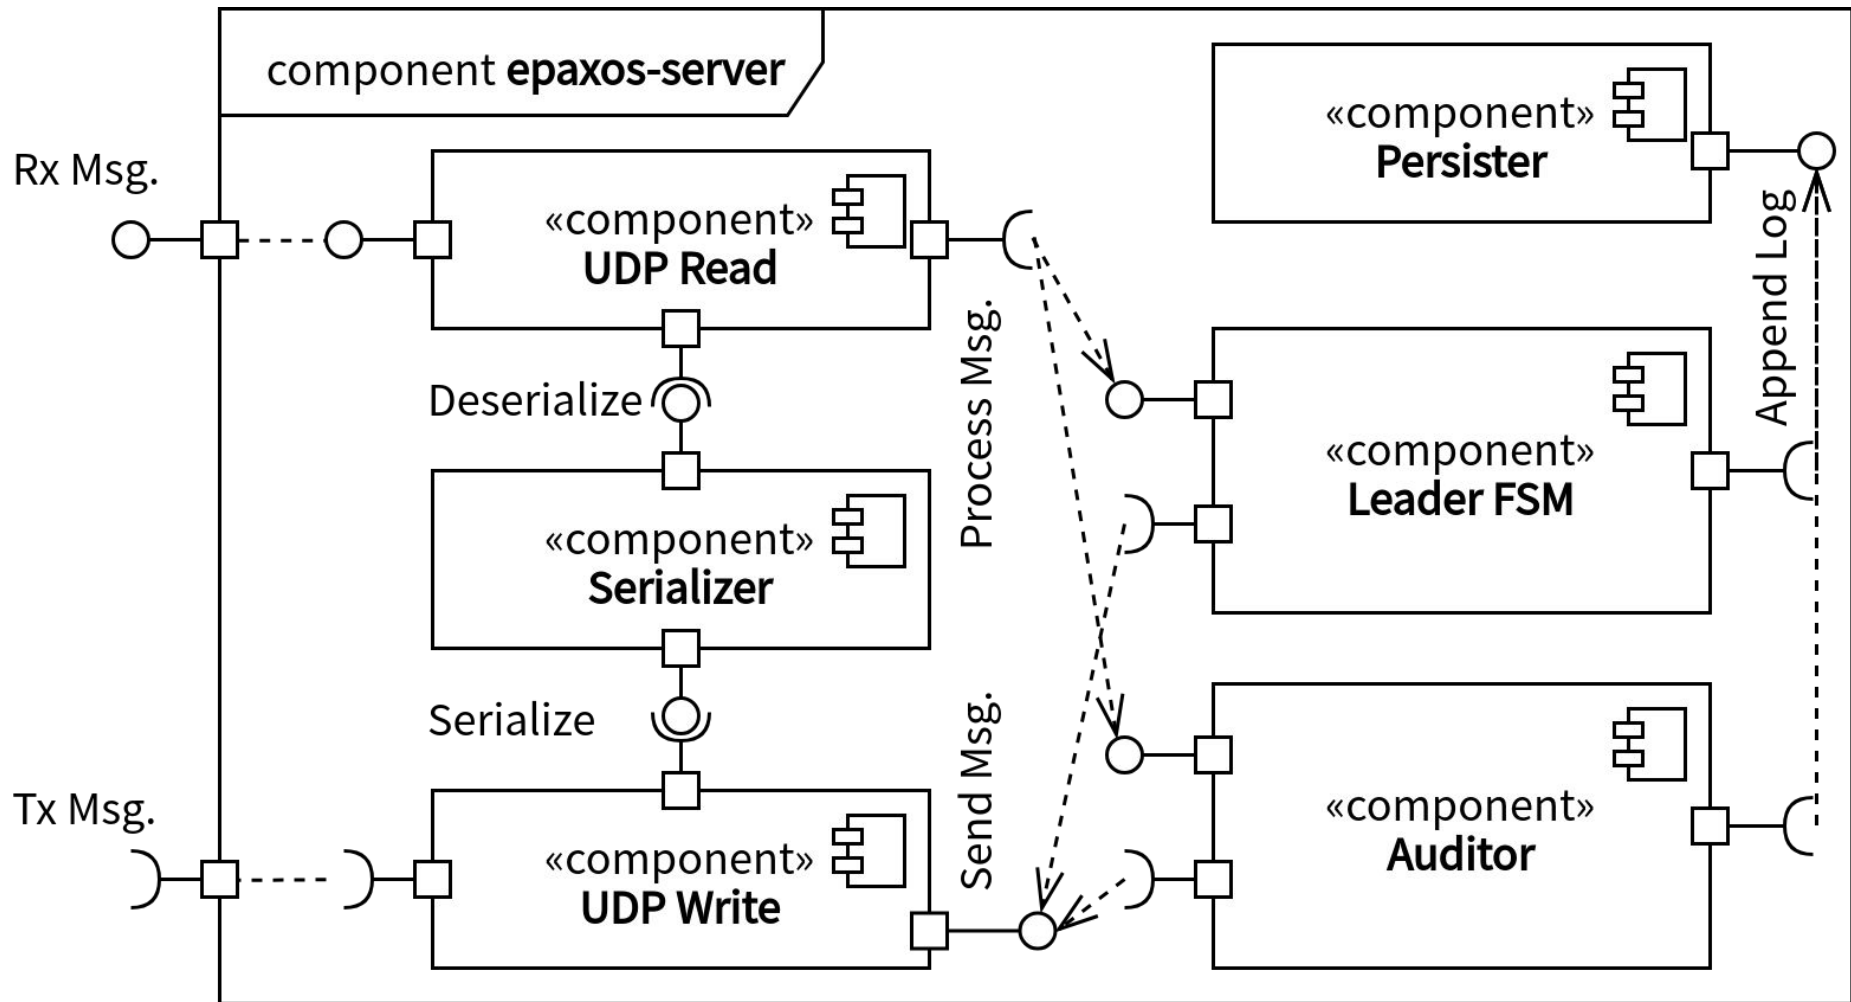 component epaxos-server
Rx Msg.
«component»
UDP Read
Deserialize
«component»
Serializer
Serialize
Tx Msg.
«component»
UDP Write
Process Msg.
Send Msg.
«component»
Persister
Append Log
«component»
Leader FSM
«component»
Auditor